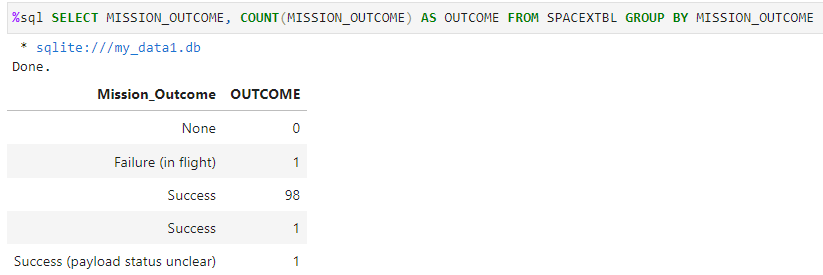 %sql SELECT MISSION_OUTCOME, COUNT(MISSION_OUTCOME) AS OUTCOME FROM SPACEXTBL GROUP BY MISSION_OUTCOME
* sqlite:///my_data1.db
Done.
Mission_Outcome OUTCOME
None 0
Failure (in flight) 1
Success 98
Success 1
Success (payload status unclear) 1